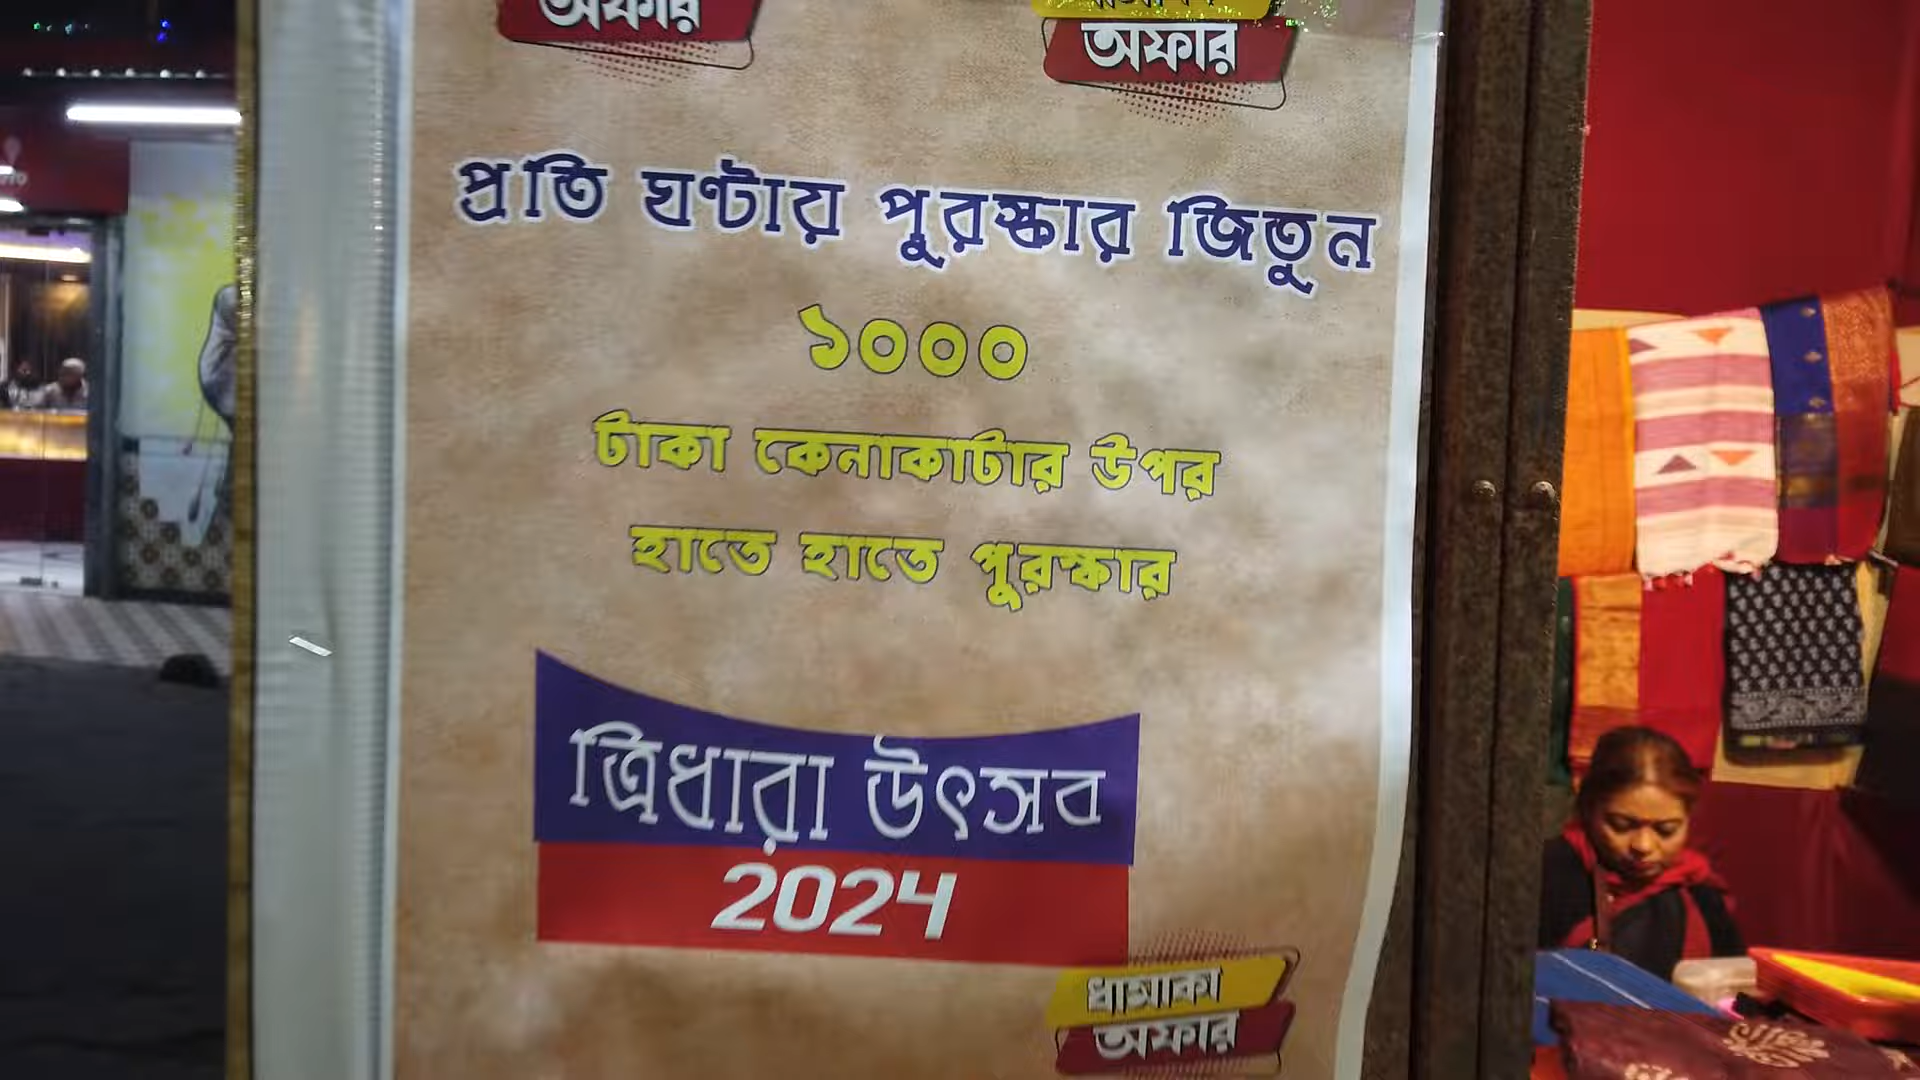 অফার
অফার
প্রতি ঘণ্টায় পুরস্কার জিতুন
১০০০
টাকা কেনাকাটার উপর
হাতে হাতে পুরস্কার
ত্রিধারা উৎসব
2024
ধামাকা
অফার